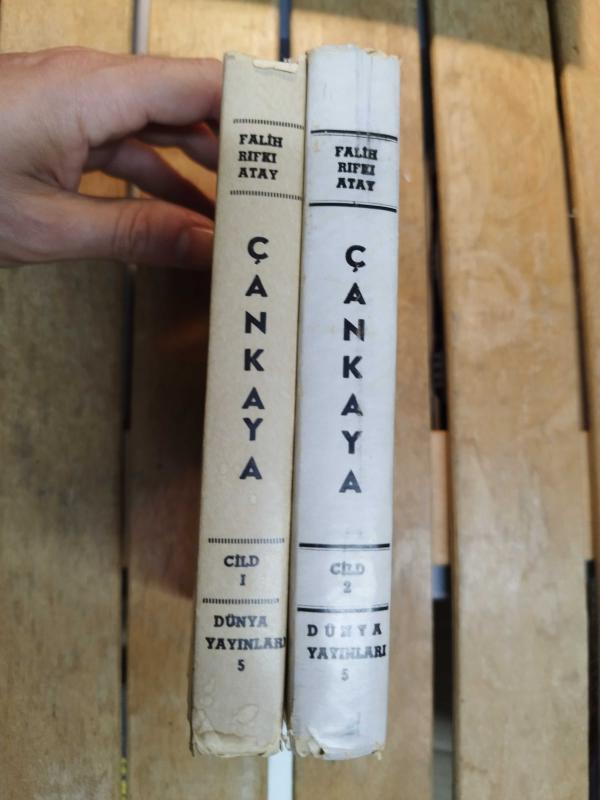 FALİH
RIFKI
ATAY
ÇANKAYA
CİLD
I
DÜNYA
YAYINLARI
5
FALİH
RIFKI
ATAY
ÇANKAYA
CİLD
2
DÜNYA
YAYINLARI
5